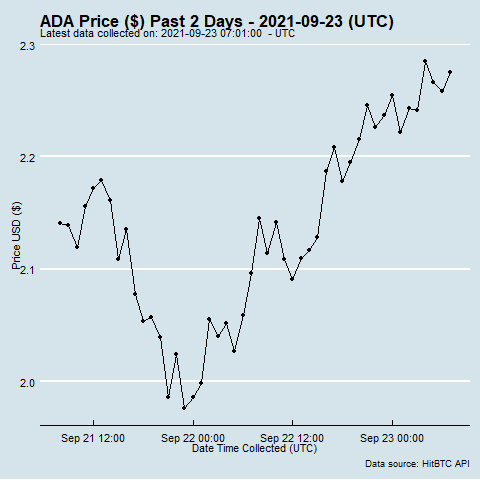 ADA Price ($) Past 2 Days - 2021-09-23 (UTC)
Latest data collected on: 2021-09-23 07:01:00 - UTC
2.3
2.2
2.1
2.0
Price USD ($)
Sep 21 12:00 Sep 22 00:00 Sep 22 12:00 Sep 23 00:00
Date Time Collected (UTC)
Data source: HitBTC API